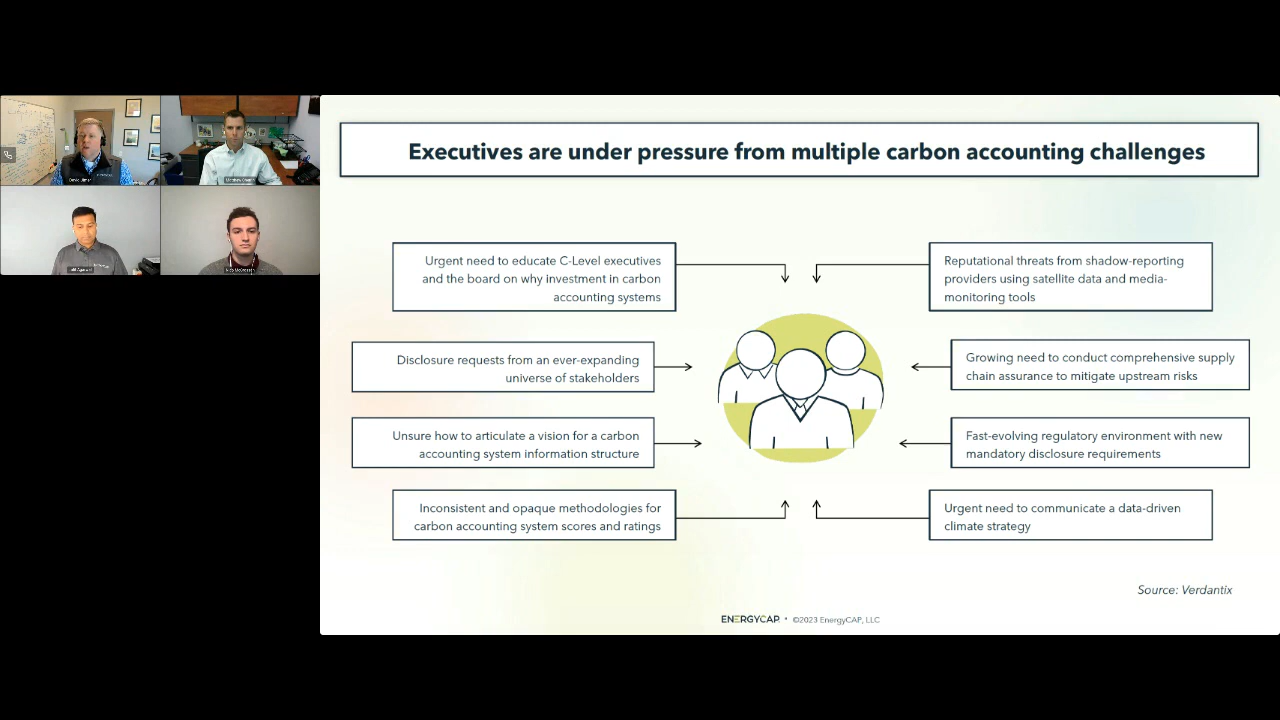 David Ulmer
Executives are under pressure from multiple carbon accounting challenges
Urgent need to educate C-Level executives
and the board on why investment in carbon
accounting systems
Reputational threats from shadow-reporting
providers using satellite data and media-
monitoring tools
Disclosure requests from an ever-expanding
universe of stakeholders
Growing need to conduct comprehensive supply
chain assurance to mitigate upstream risks
Unsure how to articulate a vision for a carbon
accounting system information structure
Fast-evolving regulatory environment with new
mandatory disclosure requirements
Inconsistent and opaque methodologies for
carbon accounting system scores and ratings
Urgent need to communicate a data-driven
climate strategy
Source: Verdantix
ENERGYCAP. • ©2023 EnergyCAP, LLC